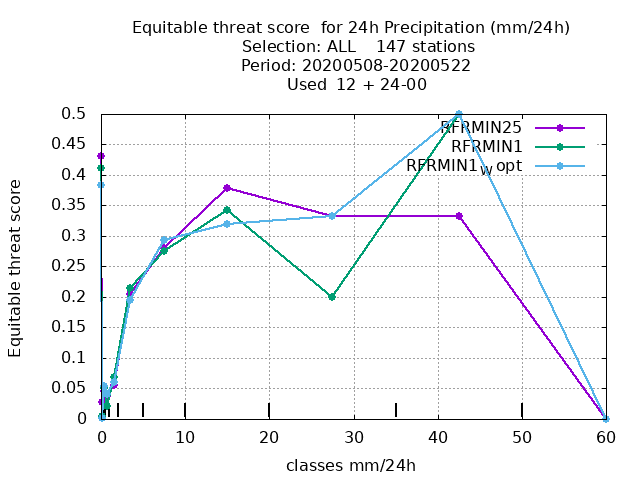 Equitable threat score  for 24h Precipitation (mm/24h)
Selection: ALL    147 stations
Period: 20200508-20200522
Used  12 + 24-00
RFRMIN25
RFRMIN1
RFRMIN1wopt
Equitable threat score
0.5
0.45
0.4
0.35
0.3
0.25
0.2
0.15
0.1
0.05
0
0 10 20 30 40 50 60
classes mm/24h